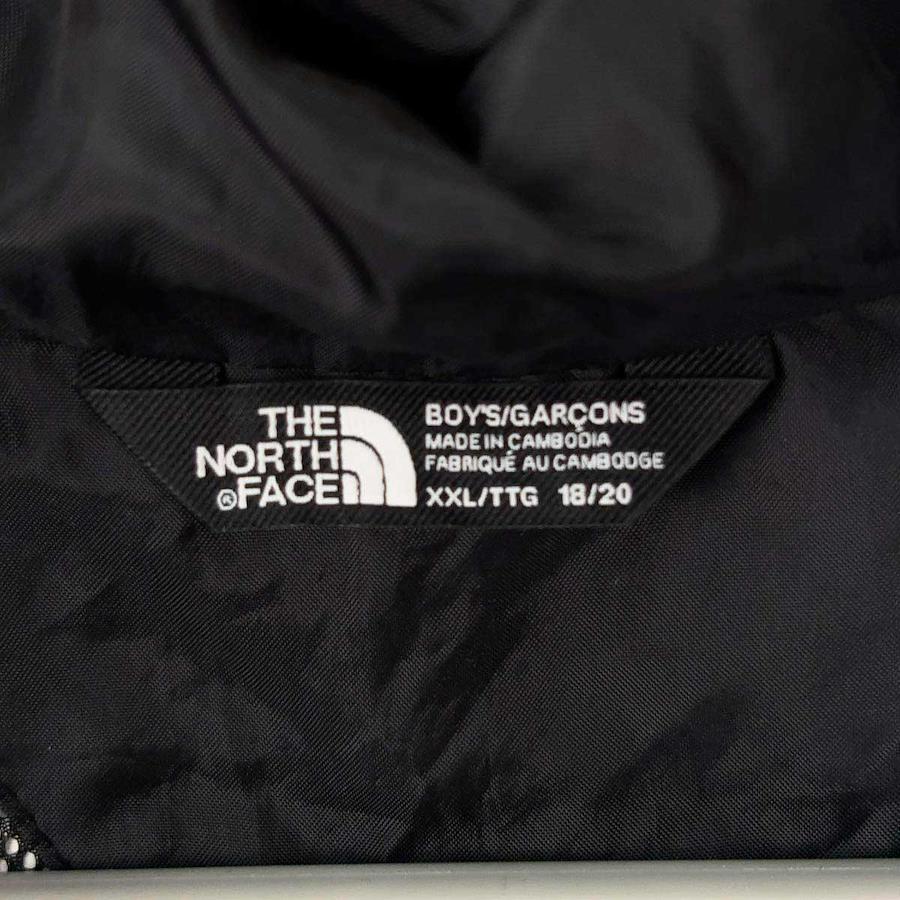 THE
NORTH
®FACE
BOY'S/GARÇONS
MADE IN CAMBODIA
FABRIQUÉ AU CAMBODGE
XXL/TTG 18/20